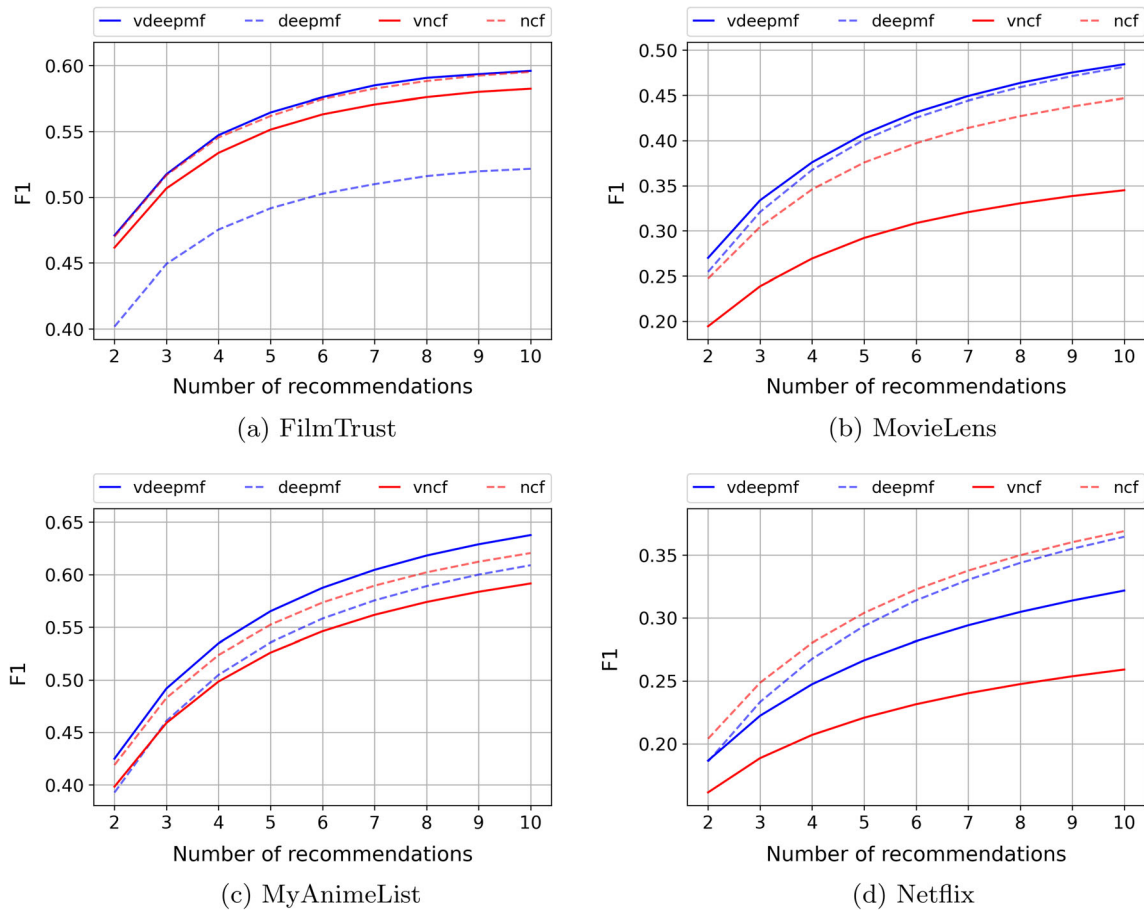 vdeepmf deepmf vncf ncf
0.60
0.55
0.50
0.45
0.40
F1
2 3 4 5 6 7 8 9 10
Number of recommendations
(a) FilmTrust
vdeepmf deepmf vncf ncf
0.50
0.45
0.40
0.35
0.30
0.25
0.20
F1
2 3 4 5 6 7 8 9 10
Number of recommendations
(b) MovieLens
vdeepmf deepmf vncf ncf
0.65
0.60
0.55
0.50
0.45
0.40
F1
2 3 4 5 6 7 8 9 10
Number of recommendations
(c) MyAnimeList
vdeepmf deepmf vncf ncf
0.35
0.30
0.25
0.20
F1
2 3 4 5 6 7 8 9 10
Number of recommendations
(d) Netflix